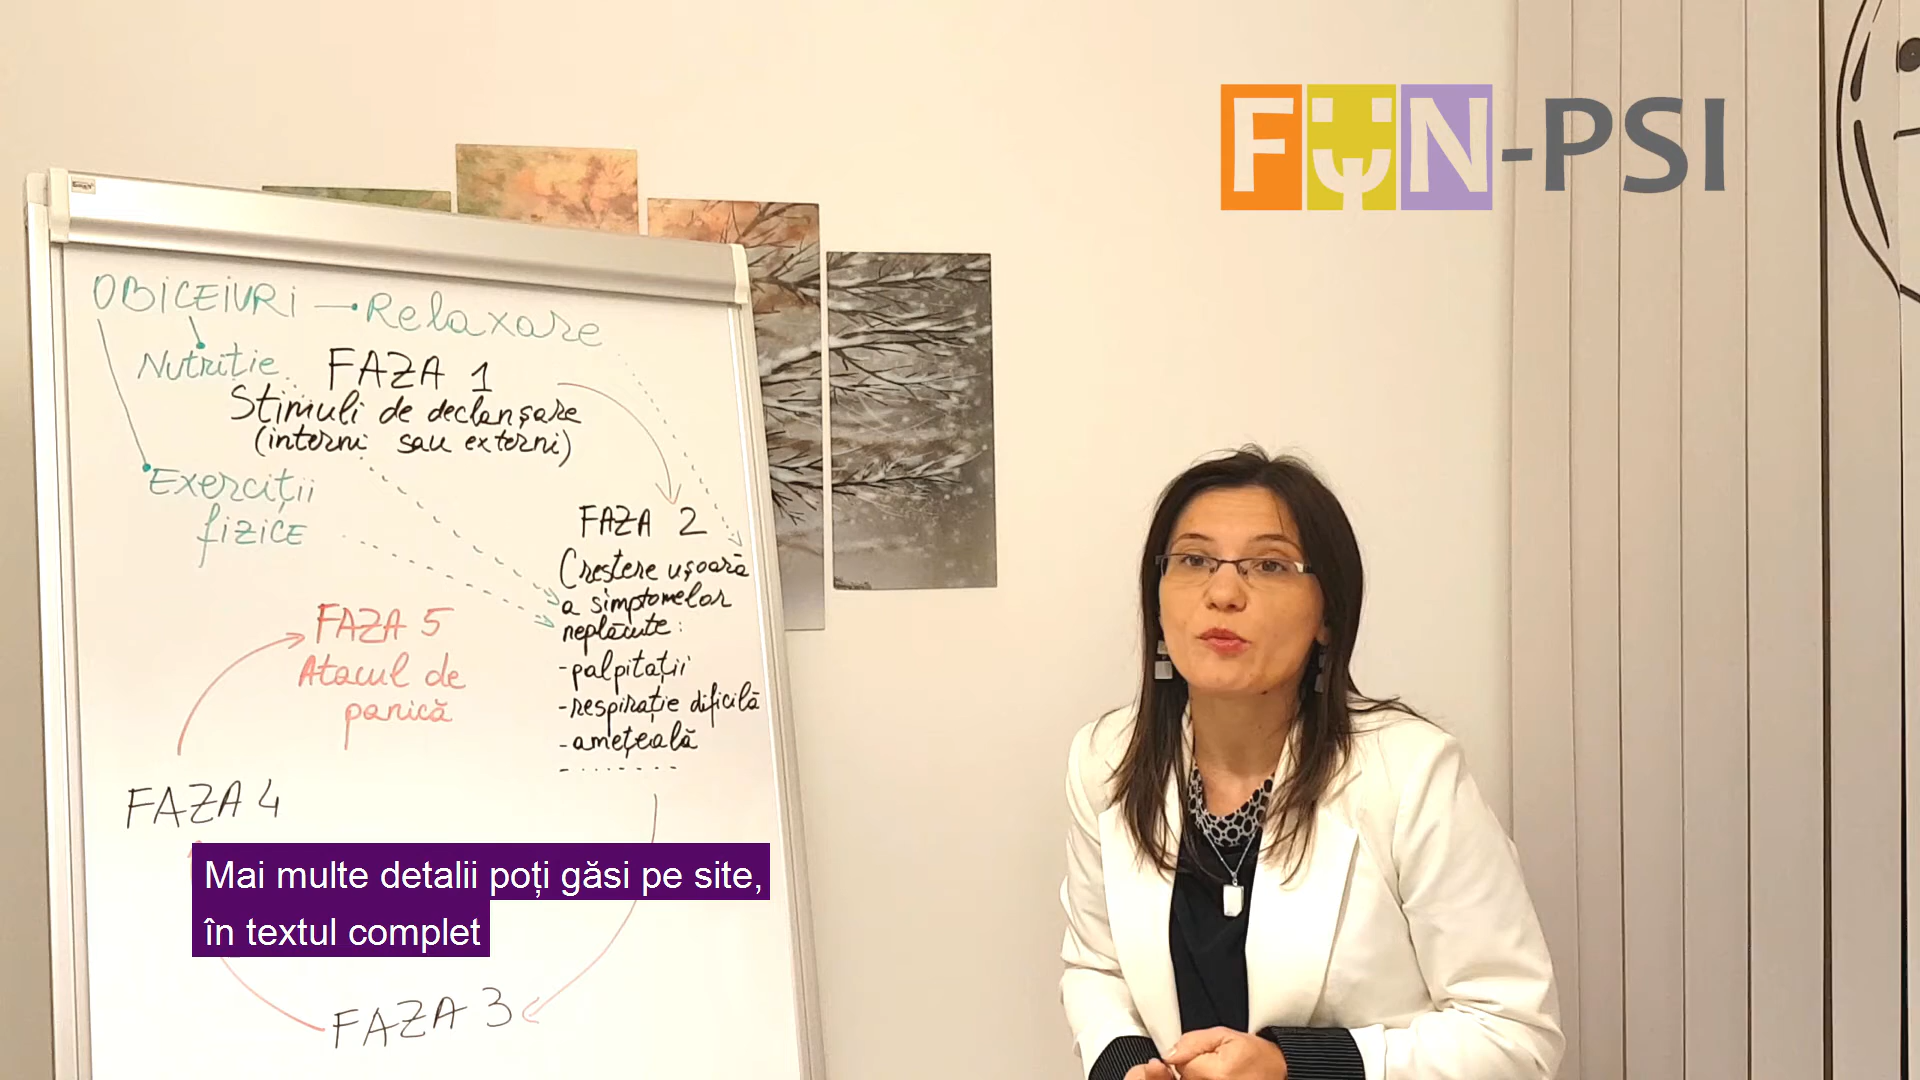 FUN-PSI
OBICEIURI
Relaxare
Nutriție
FAZA 1
Stimuli de declanșare
(interni sau externi)
Exerciții
fizice
FAZA 2
Creștere ușoară
a simptomelor
neplăcute:
-palpitații
-respirație dificilă
-amețeală
FAZA 5
Atacul de
panică
FAZA 4
Mai multe detalii poți găsi pe site,
în textul complet
FAZA 3